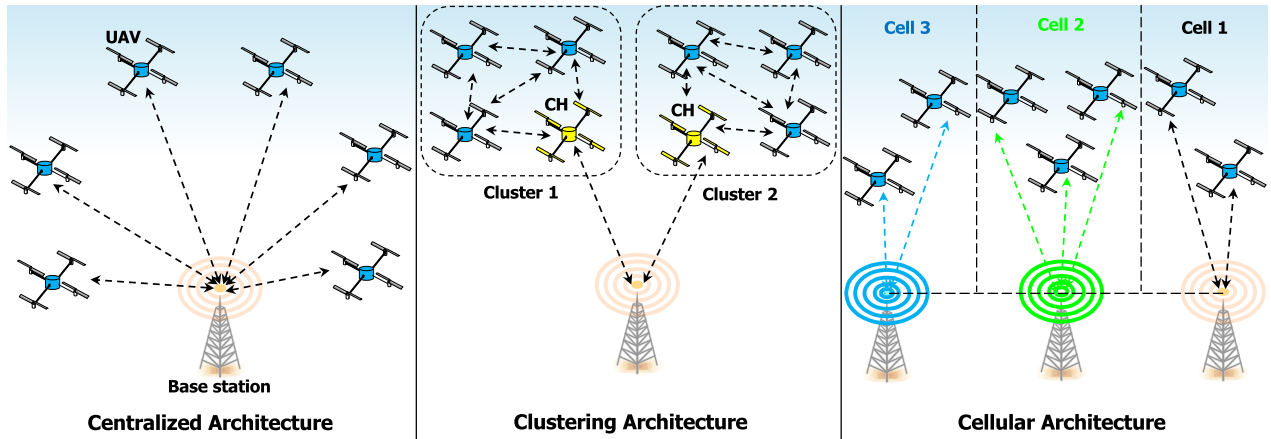 UAV
Base station
Centralized Architecture
CH
Cluster 1
CH
Cluster 2
Clustering Architecture
Cell 3
Cell 2
Cell 1
Cellular Architecture